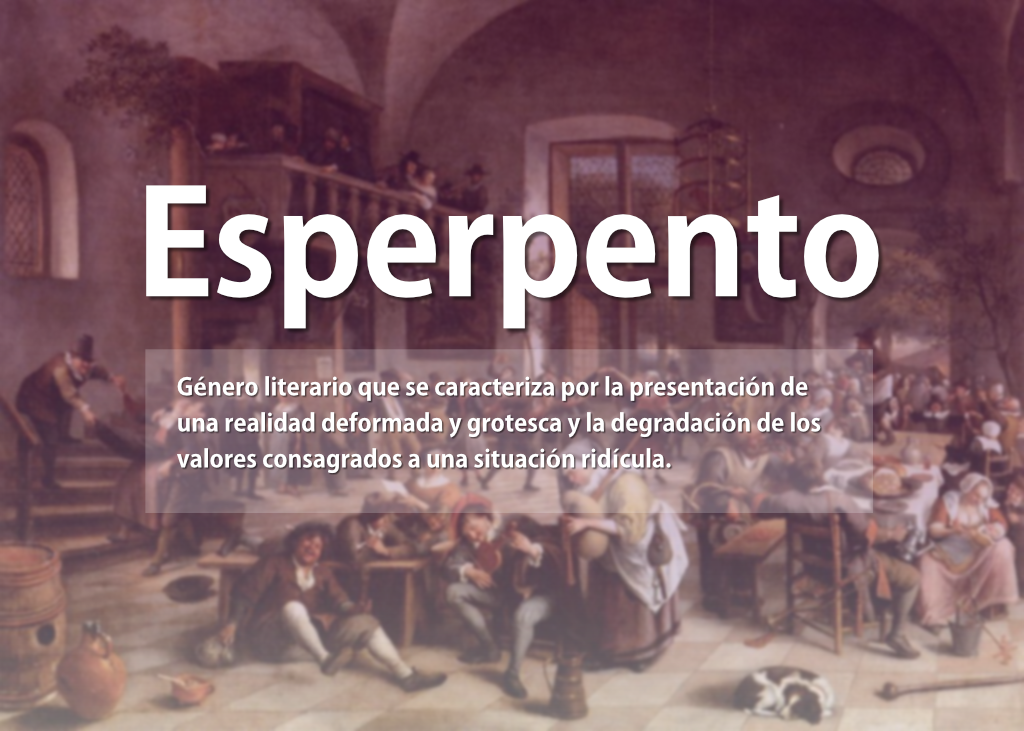 Esperpento
Género literario que se caracteriza por la presentación de
una realidad deformada y grotesca y la degradación de los
valores consagrados a una situación ridícula.